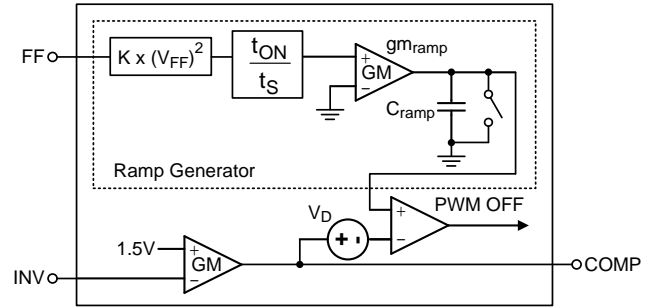 FF
K x (V_FF)^2
t_ON
t_S
+
GM
−
gm_ramp
C_ramp
Ramp Generator
V_D
+
−
PWM OFF
+ -
1.5V
+
GM
−
INV
COMP